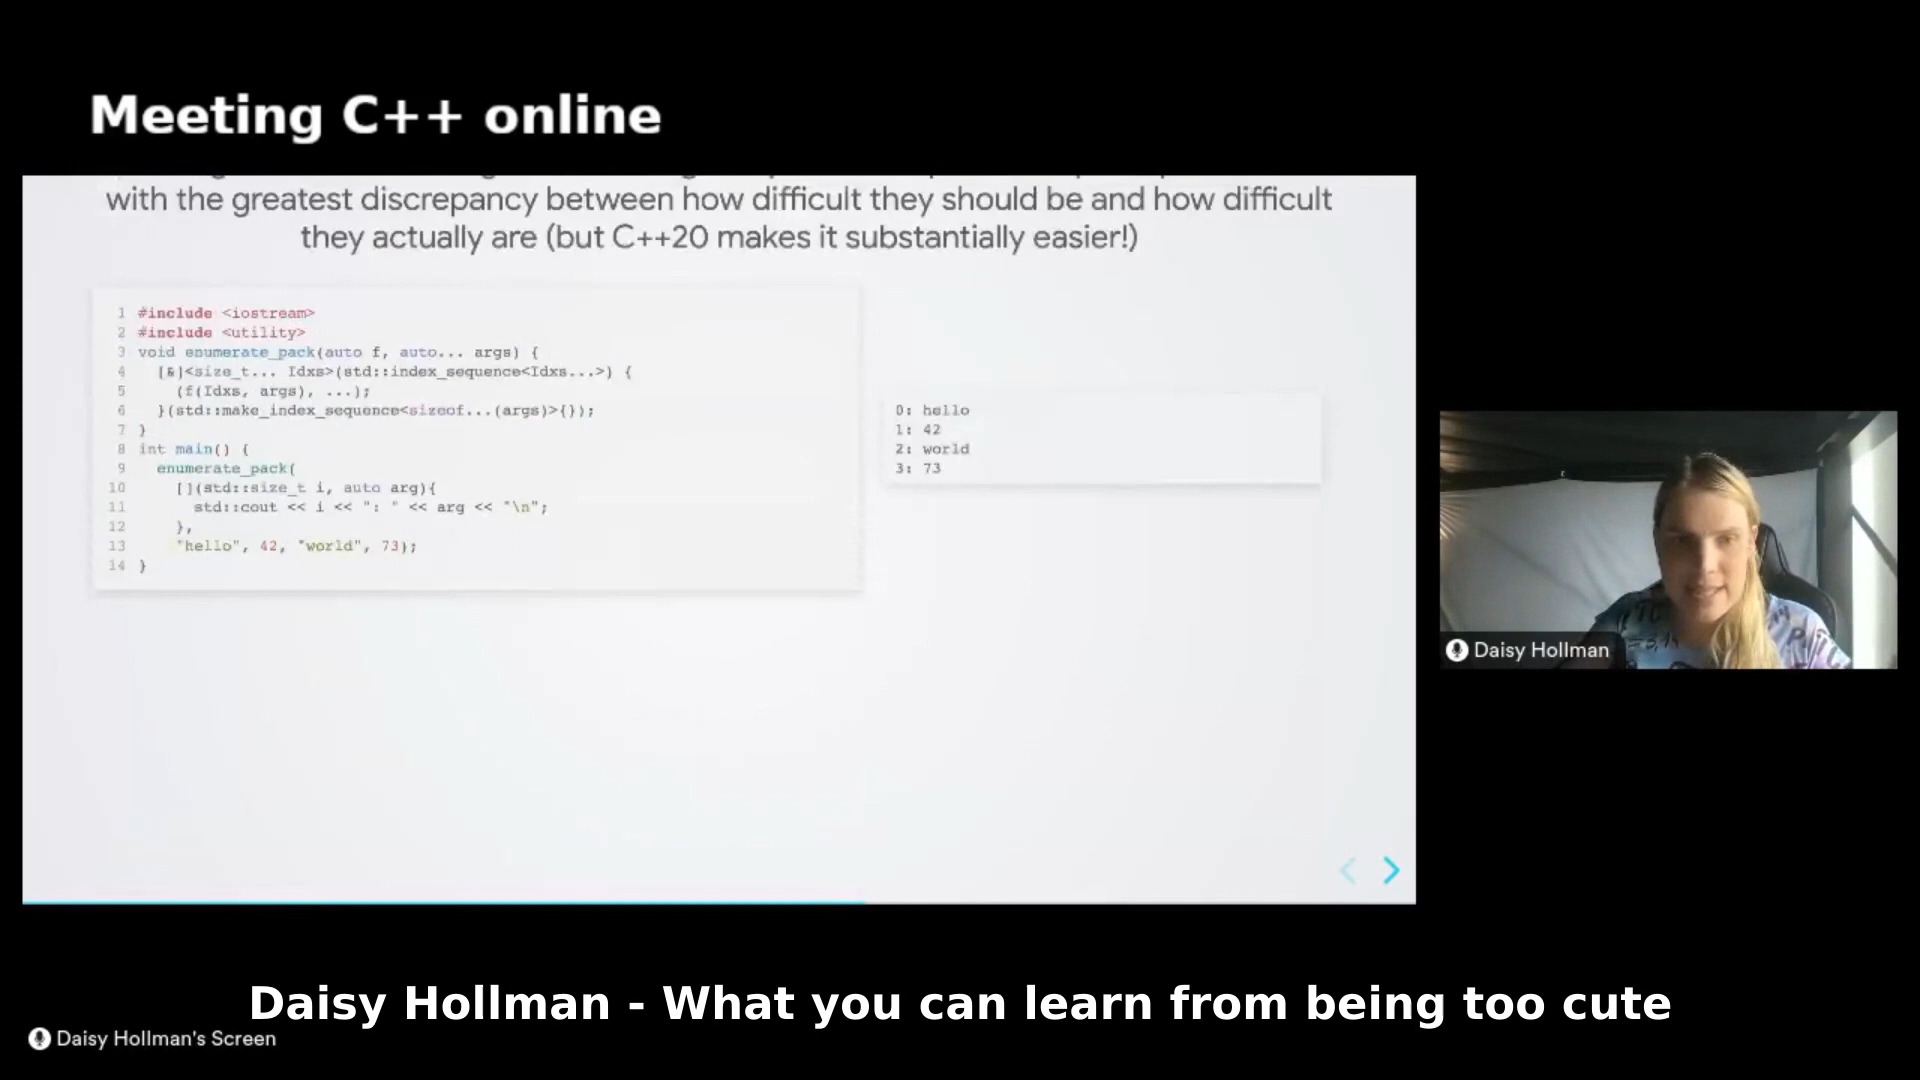 Meeting C++ online
with the greatest discrepancy between how difficult they should be and how difficult
they actually are (but C++20 makes it substantially easier!)
1 #include <iostream>
2 #include <utility>
3 void enumerate_pack(auto f, auto... args) {
4 [&]<size_t... Idxs>(std::index_sequence<Idxs...>) {
5 (f(Idxs, args), ...);
6 }(std::make_index_sequence<sizeof...(args)>{});
7 }
8 int main() {
9 enumerate_pack(
10 [](std::size_t i, auto arg){
11 std::cout << i << ": " << arg << "\n";
12 },
13 "hello", 42, "world", 73);
14 }
0: hello
1: 42
2: world
3: 73
Daisy Hollman
Daisy Hollman - What you can learn from being too cute
Daisy Hollman's Screen